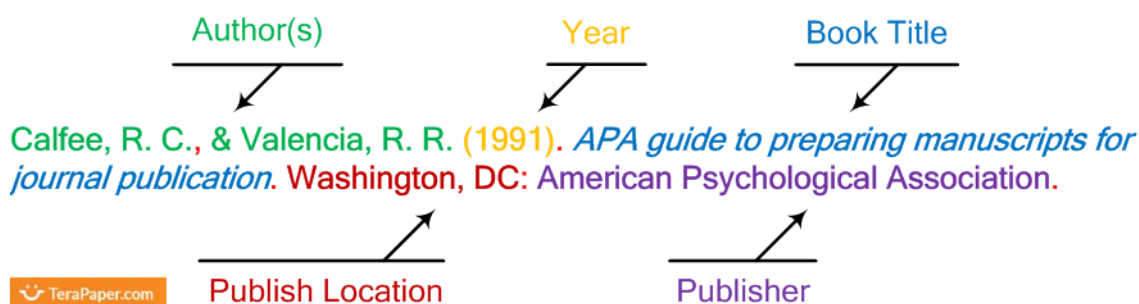 Author(s) Year Book Title
Calfee, R. C., & Valencia, R. R. (1991). APA guide to preparing manuscripts for
journal publication. Washington, DC: American Psychological Association.
Publish Location Publisher
TeraPaper.com